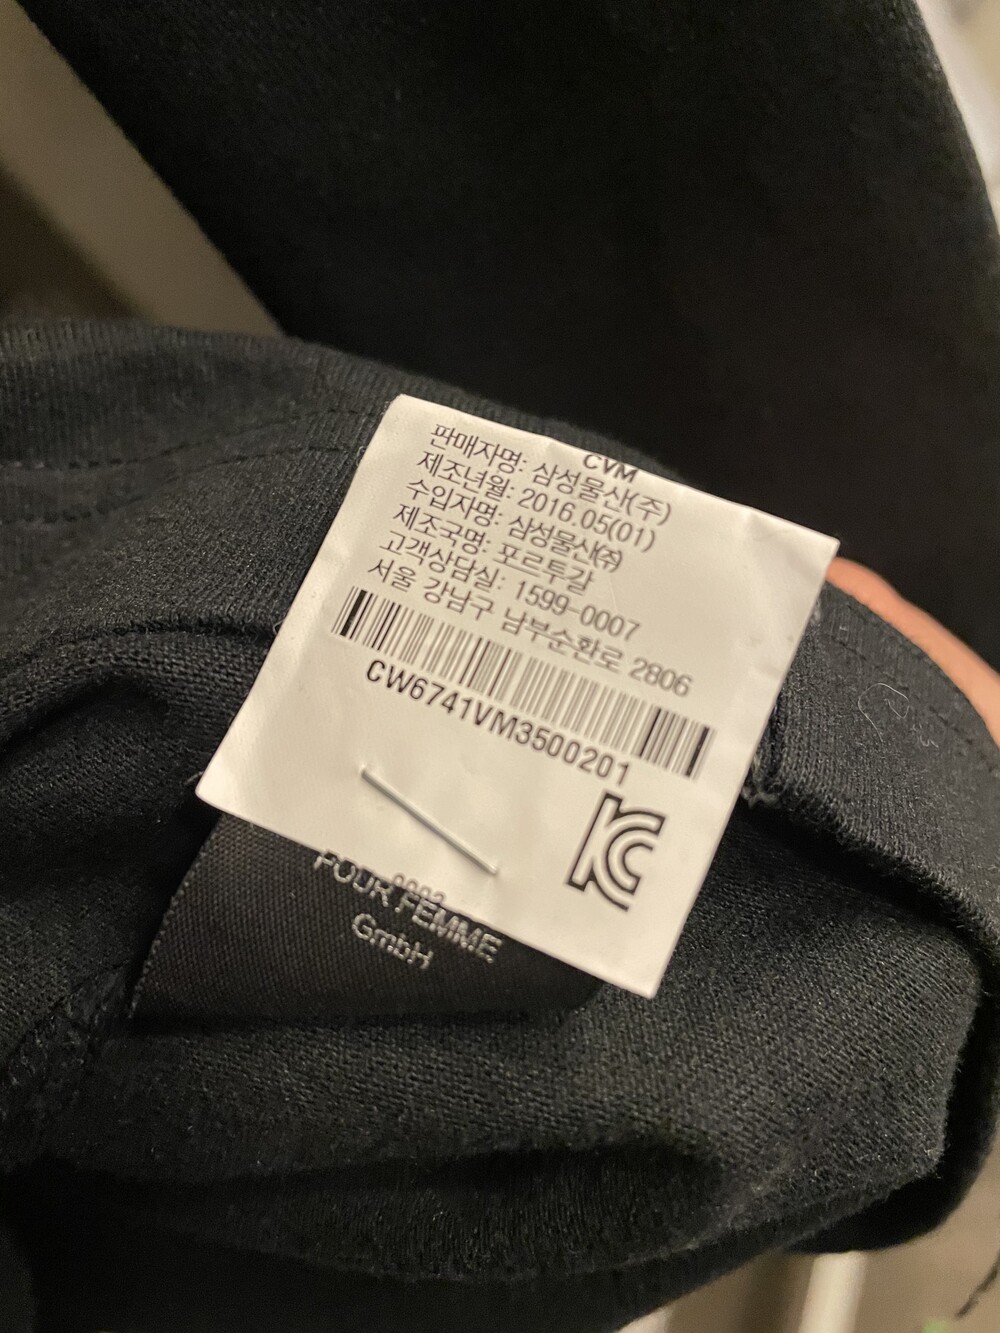 CVM
판매자명: 삼성물산(주)
제조년월: 2016.05(01)
수입자명: 삼성물산㈜
제조국명: 포르투갈
고객상담실: 1599-0007
서울 강남구 남부순환로 2806
CW6741VM3500201
KC
POUR FEMME
GmbH